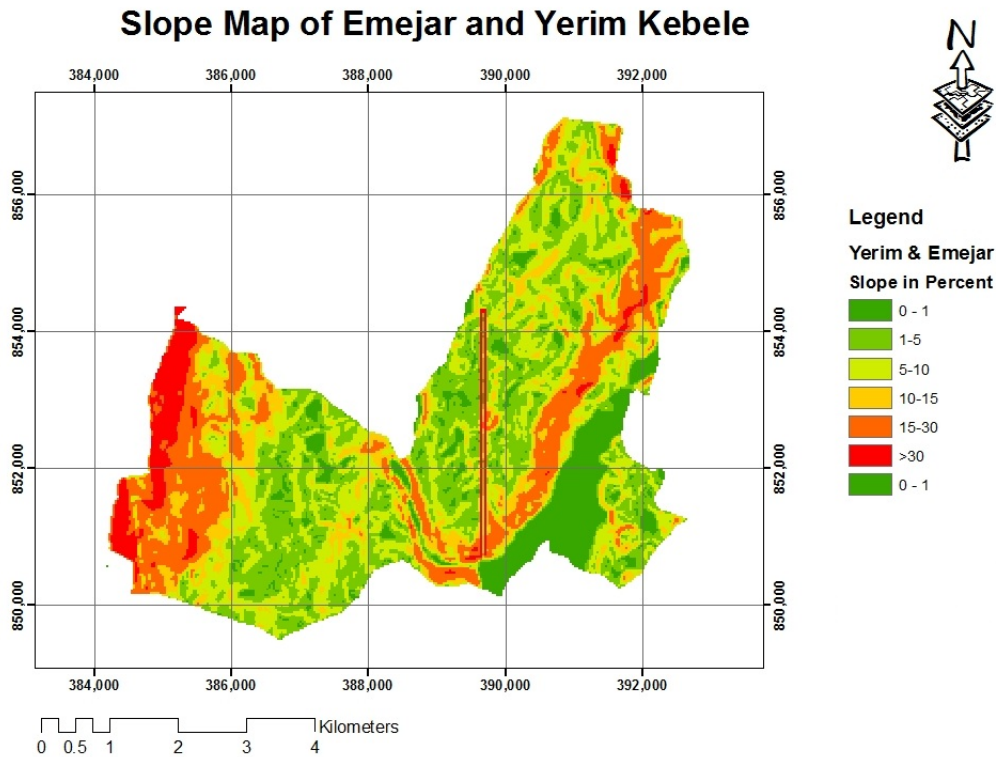 Slope Map of Emejar and Yerim Kebele
N
384,000 386,000 388,000 390,000 392,000
856,000 856,000
854,000 854,000
852,000 852,000
850,000 850,000
384,000 386,000 388,000 390,000 392,000
Legend
Yerim & Emejar
Slope in Percent
0 - 1
1-5
5-10
10-15
15-30
>30
0 - 1
Kilometers
0 0.5 1 2 3 4